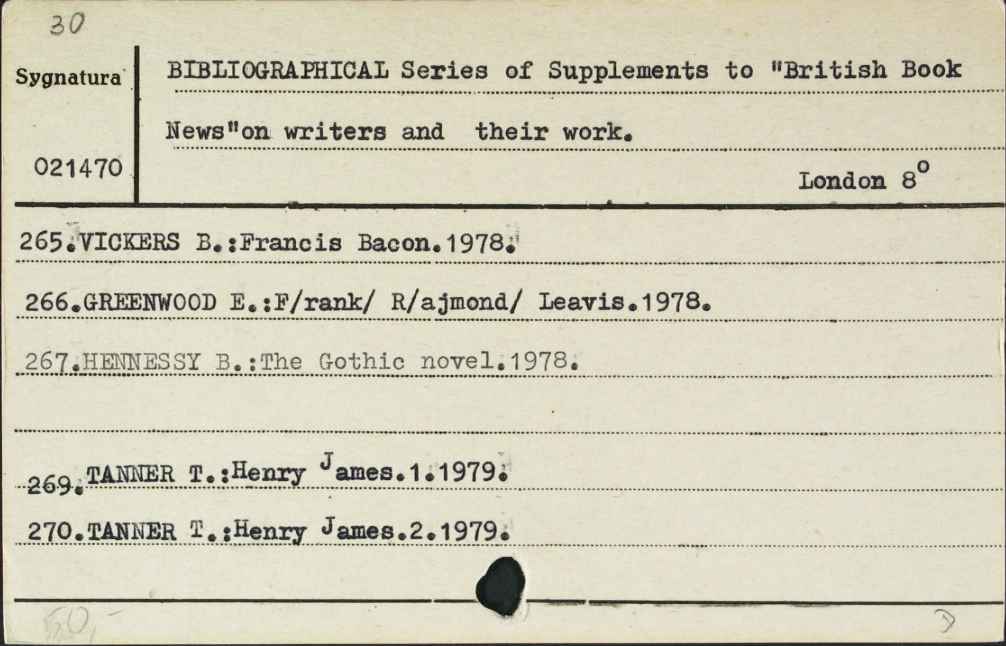 30
Sygnatura
BIBLIOGRAPHICAL Series of Supplements to "British Book
News"on writers and their work.
021470
London 8º
265.VICKERS B.:Francis Bacon.1978.
266.GREENWOOD E.:F/rank/ R/ajmond/ Leavis.1978.
267.HENNESSY B.:The Gothic novel.1978.
269.TANNER T.:Henry James.1.1979.
270.TANNER T.:Henry James.2.1979.
50,-